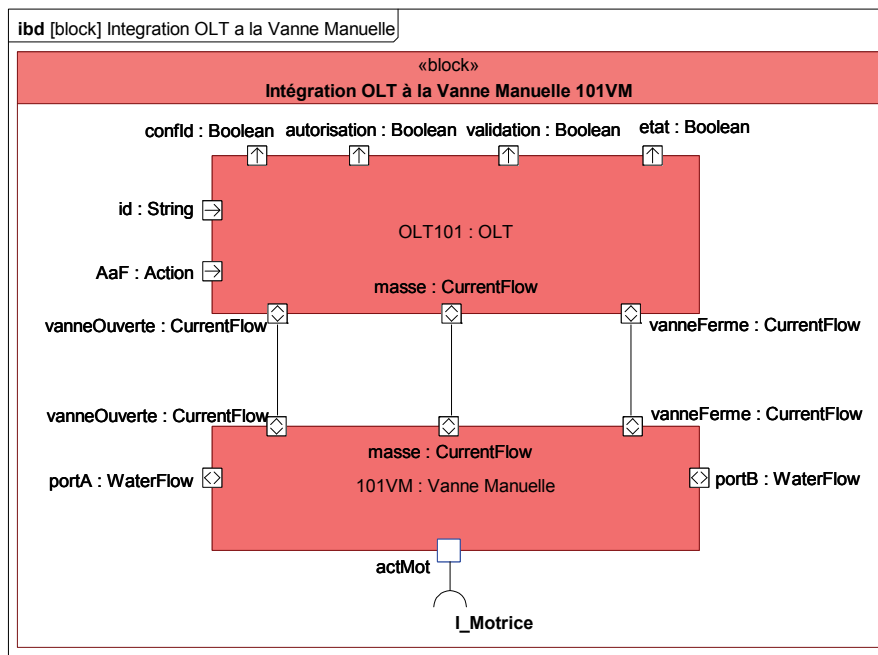 ibd [block] Integration OLT a la Vanne Manuelle
«block»
Intégration OLT à la Vanne Manuelle 101VM
confId : Boolean autorisation : Boolean validation : Boolean etat : Boolean
id : String
OLT101 : OLT
AaF : Action
masse : CurrentFlow
vanneOuverte : CurrentFlow vanneFerme : CurrentFlow
vanneOuverte : CurrentFlow vanneFerme : CurrentFlow
masse : CurrentFlow
portA : WaterFlow 101VM : Vanne Manuelle portB : WaterFlow
actMot
I_Motrice